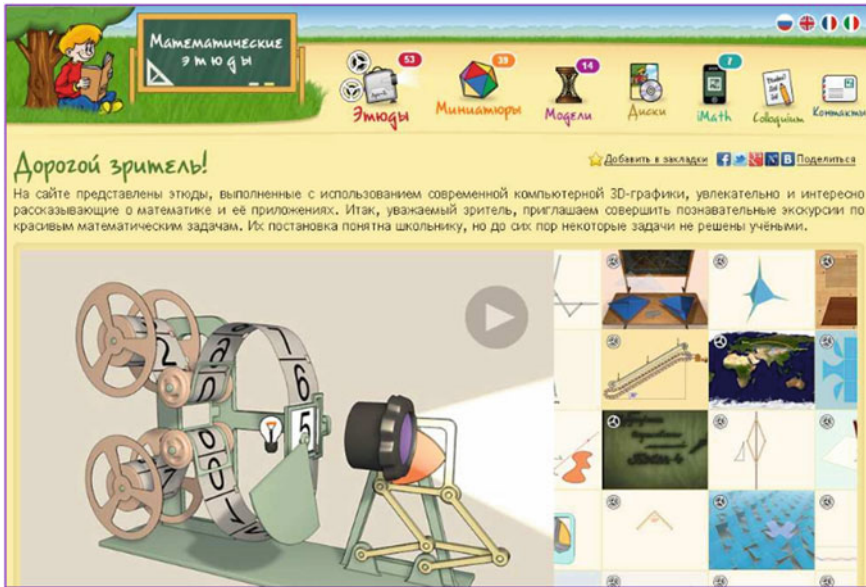 Математические
этюды
53
39
14
7
Этюды
Миниатюры
Модели
Диски
iMath
Colloquium
Контакты
Дорогой зритель!
Добавить в закладки
Поделиться
На сайте представлены этюды, выполненные с использованием современной компьютерной 3D-графики, увлекательно и интересно
рассказывающие о математике и её приложениях. Итак, уважаемый зритель, приглашаем совершить познавательные экскурсии по
красивым математическим задачам. Их постановка понятна школьнику, но до сих пор некоторые задачи не решены учёными.
6
5